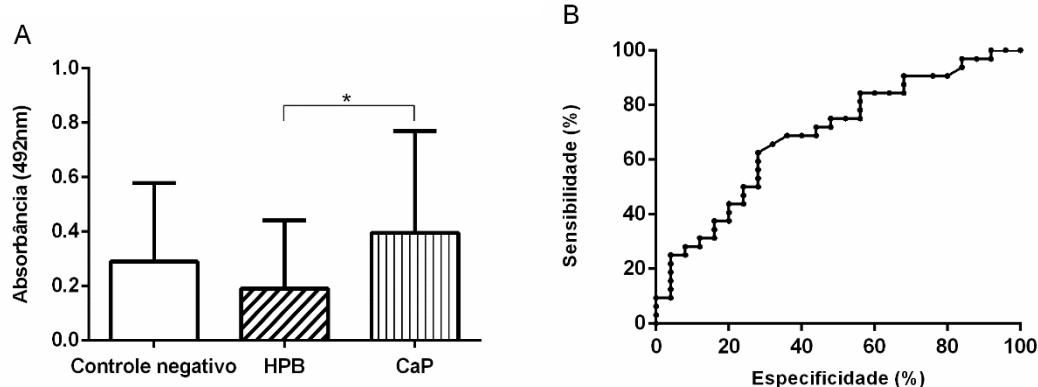 A
Absorbância (492nm)
1.0
0.8
0.6
0.4
0.2
0.0
*
Controle negativo
HPB
CaP
B
Sensibilidade (%)
100
80
60
40
20
0
0
20
40
60
80
100
Especificidade (%)